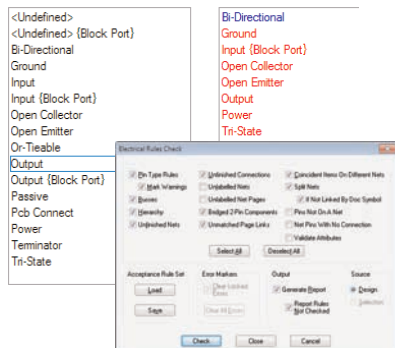 <Undefined>
<Undefined> {Block Port}
Bi-Directional
Ground
Input
Input {Block Port}
Open Collector
Open Emitter
Or-Tieable
Output
Output {Block Port}
Passive
Pcb Connect
Power
Terminator
Tri-State
Bi-Directional
Ground
Input {Block Port}
Open Collector
Open Emitter
Output
Power
Tri-State
Electrical Rules Check
Pin Type Rules
Mark Warnings
Busses
Hierarchy
Unfinished Nets
Unfinished Connections
Unlabelled Nets
Unlabelled Net Pages
Bridged 2 Pin Components
Unmatched Page Links
Coincident Items On Different Nets
Split Nets
If Not Linked By Doc Symbol
Pins Not On A Net
Net Pins With No Connection
Validate Attributes
Select All
Deselect All
Acceptance Rule Set
Load
Save
Error Markers
Clear Locked
Errors
Clear All Errors
Output
Generate Report
Report Rules
Not Checked
Source
Design
Selection
Check
Close
Cancel